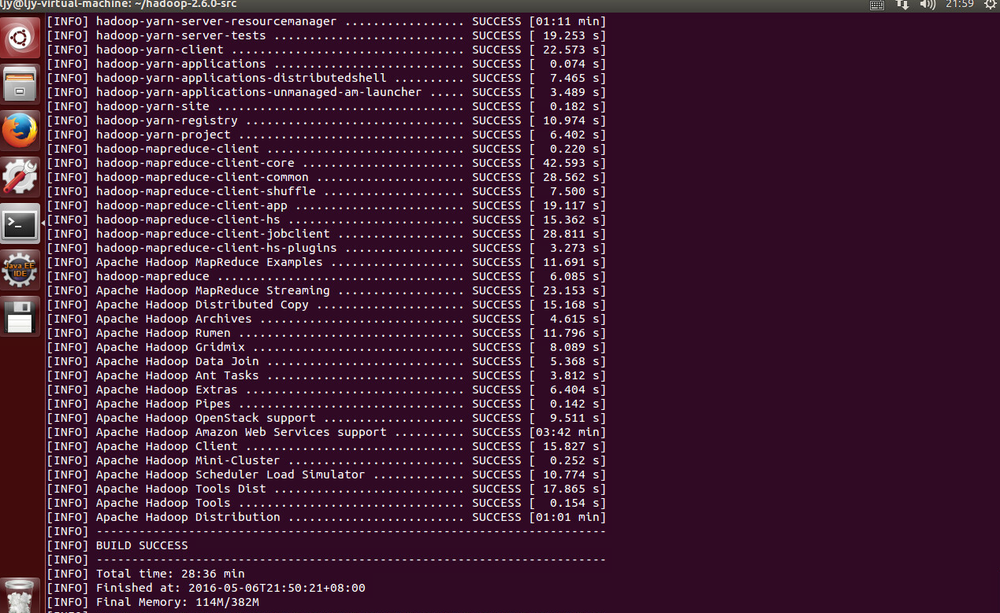 ljy@ljy-virtual-machine: ~/hadoop-2.6.0-src 21:59
[INFO] hadoop-yarn-server-resourcemanager ................. SUCCESS [01:11 min]
[INFO] hadoop-yarn-server-tests ........................... SUCCESS [ 19.253 s]
[INFO] hadoop-yarn-client ................................. SUCCESS [ 22.573 s]
[INFO] hadoop-yarn-applications ........................... SUCCESS [  0.074 s]
[INFO] hadoop-yarn-applications-distributedshell .......... SUCCESS [  7.465 s]
[INFO] hadoop-yarn-applications-unmanaged-am-launcher ..... SUCCESS [  3.489 s]
[INFO] hadoop-yarn-site ................................... SUCCESS [  0.182 s]
[INFO] hadoop-yarn-registry ............................... SUCCESS [ 10.974 s]
[INFO] hadoop-yarn-project ................................ SUCCESS [  6.402 s]
[INFO] hadoop-mapreduce-client ............................ SUCCESS [  0.220 s]
[INFO] hadoop-mapreduce-client-core ....................... SUCCESS [ 42.593 s]
[INFO] hadoop-mapreduce-client-common ..................... SUCCESS [ 28.562 s]
[INFO] hadoop-mapreduce-client-shuffle .................... SUCCESS [  7.500 s]
[INFO] hadoop-mapreduce-client-app ........................ SUCCESS [ 19.117 s]
[INFO] hadoop-mapreduce-client-hs ......................... SUCCESS [ 15.362 s]
[INFO] hadoop-mapreduce-client-jobclient .................. SUCCESS [ 28.811 s]
[INFO] hadoop-mapreduce-client-hs-plugins ................. SUCCESS [  3.273 s]
[INFO] Apache Hadoop MapReduce Examples ................... SUCCESS [ 11.691 s]
[INFO] hadoop-mapreduce ................................... SUCCESS [  6.085 s]
[INFO] Apache Hadoop MapReduce Streaming .................. SUCCESS [ 23.153 s]
[INFO] Apache Hadoop Distributed Copy ..................... SUCCESS [ 15.168 s]
[INFO] Apache Hadoop Archives ............................. SUCCESS [  4.615 s]
[INFO] Apache Hadoop Rumen ................................ SUCCESS [ 11.796 s]
[INFO] Apache Hadoop Gridmix .............................. SUCCESS [  8.089 s]
[INFO] Apache Hadoop Data Join ............................ SUCCESS [  5.368 s]
[INFO] Apache Hadoop Ant Tasks ............................ SUCCESS [  3.812 s]
[INFO] Apache Hadoop Extras ............................... SUCCESS [  6.404 s]
[INFO] Apache Hadoop Pipes ................................ SUCCESS [  0.142 s]
[INFO] Apache Hadoop OpenStack support .................... SUCCESS [  9.511 s]
[INFO] Apache Hadoop Amazon Web Services support .......... SUCCESS [03:42 min]
[INFO] Apache Hadoop Client ............................... SUCCESS [ 15.827 s]
[INFO] Apache Hadoop Mini-Cluster ......................... SUCCESS [  0.252 s]
[INFO] Apache Hadoop Scheduler Load Simulator ............. SUCCESS [ 10.774 s]
[INFO] Apache Hadoop Tools Dist ........................... SUCCESS [ 17.865 s]
[INFO] Apache Hadoop Tools ................................ SUCCESS [  0.154 s]
[INFO] Apache Hadoop Distribution ......................... SUCCESS [01:01 min]
[INFO] ------------------------------------------------------------------------
[INFO] BUILD SUCCESS
[INFO] ------------------------------------------------------------------------
[INFO] Total time: 28:36 min
[INFO] Finished at: 2016-05-06T21:50:21+08:00
[INFO] Final Memory: 114M/382M
Java EE
IDE